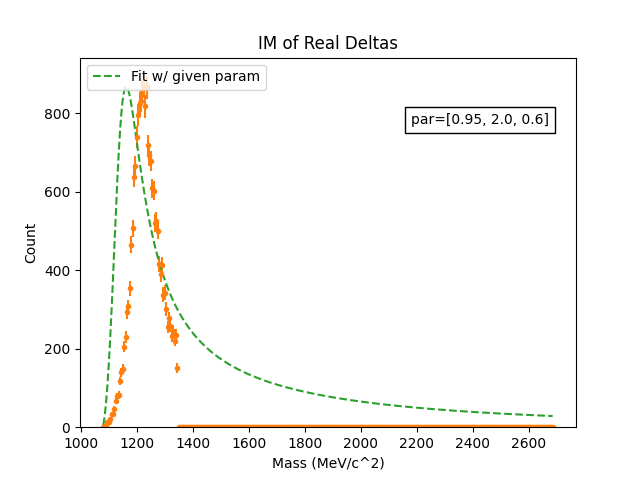 IM of Real Deltas
Fit w/ given param
par=[0.95, 2.0, 0.6]
Count
800
600
400
200
0
1000 1200 1400 1600 1800 2000 2200 2400 2600
Mass (MeV/c^2)